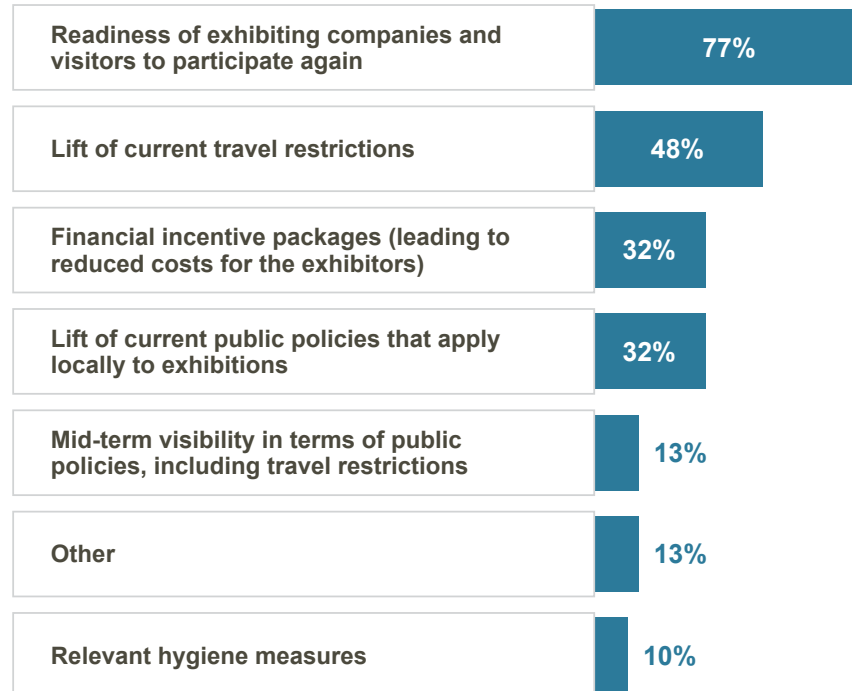 Readiness of exhibiting companies and
visitors to participate again
77%
Lift of current travel restrictions
48%
Financial incentive packages (leading to
reduced costs for the exhibitors)
32%
Lift of current public policies that apply
locally to exhibitions
32%
Mid-term visibility in terms of public
policies, including travel restrictions
13%
Other
13%
Relevant hygiene measures
10%